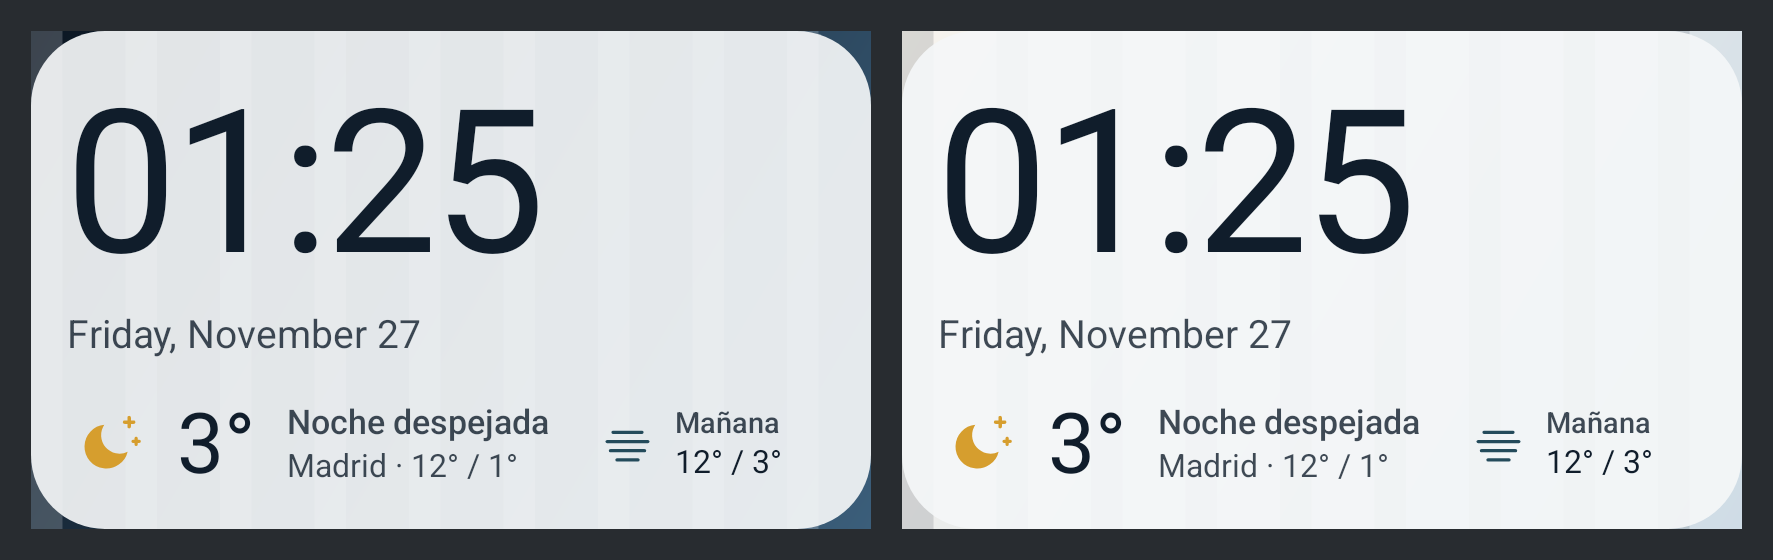 01:25
Friday, November 27
3°
Noche despejada
Madrid · 12° / 1°
Mañana
12° / 3°
01:25
Friday, November 27
3°
Noche despejada
Madrid · 12° / 1°
Mañana
12° / 3°